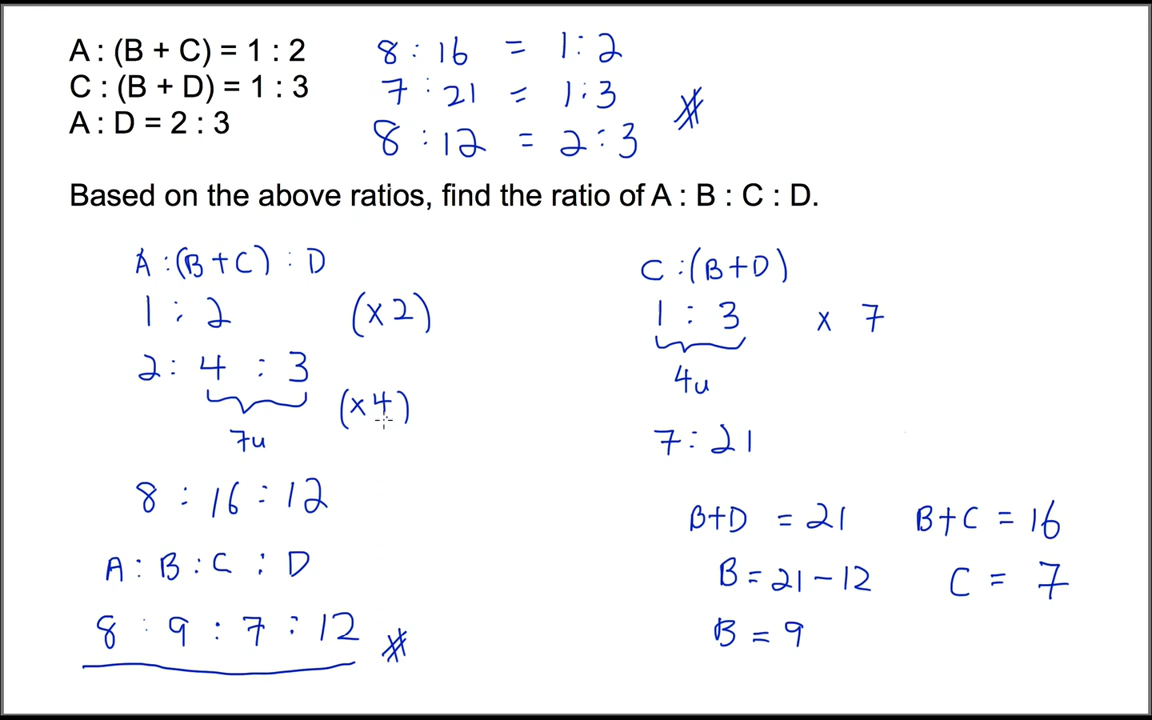 A : (B + C) = 1 : 2
8 : 16 = 1 : 2
C : (B + D) = 1 : 3
7 : 21 = 1 : 3
A : D = 2 : 3
8 : 12 = 2 : 3
Based on the above ratios, find the ratio of A : B : C : D.
A : (B + C) : D
1 : 2 (x 2)
2 : 4 : 3
7u (x 4)
8 : 16 : 12
A : B : C : D
8 : 9 : 7 : 12
C : (B + D)
1 : 3 x 7
4u
7 : 21
B+D = 21
B = 21 - 12
B = 9
B+C = 16
C = 7